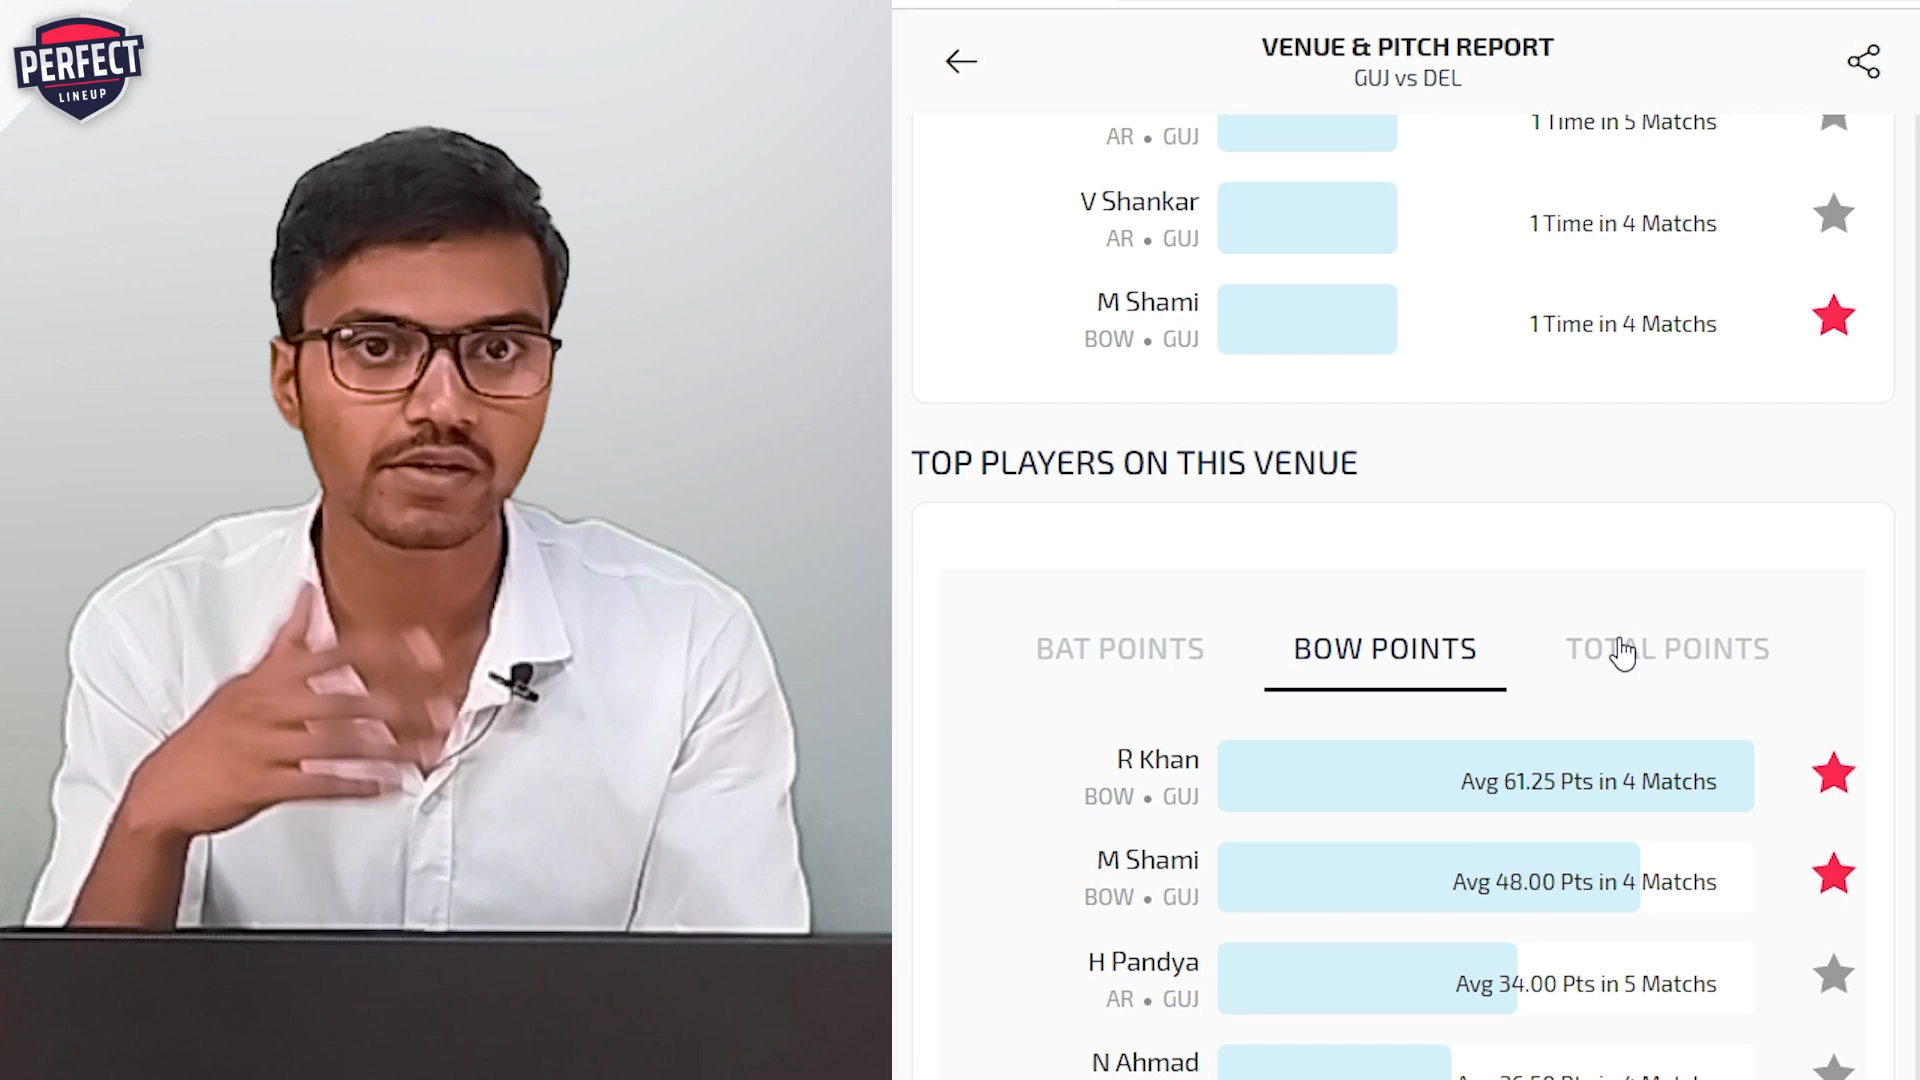 PERFECT
LINEUP
VENUE & PITCH REPORT
GUJ vs DEL
AR • GUJ
1 Time in 5 Matchs
V Shankar
AR • GUJ
1 Time in 4 Matchs
M Shami
BOW • GUJ
1 Time in 4 Matchs
TOP PLAYERS ON THIS VENUE
BAT POINTS
BOW POINTS
TOTAL POINTS
R Khan
BOW • GUJ
Avg 61.25 Pts in 4 Matchs
M Shami
BOW • GUJ
Avg 48.00 Pts in 4 Matchs
H Pandya
AR • GUJ
Avg 34.00 Pts in 5 Matchs
N Ahmad